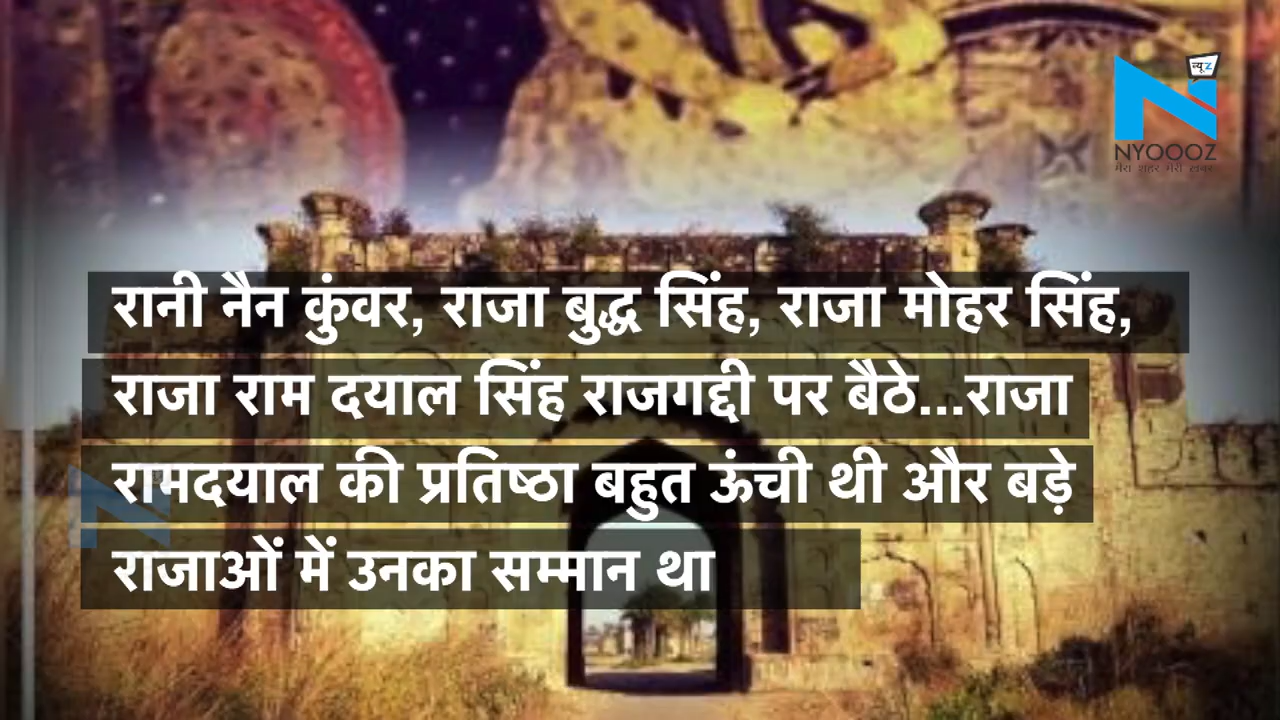 न्यूz
NYOOOZ
मेरा शहर मेरी खबर
रानी नैन कुंवर, राजा बुद्ध सिंह, राजा मोहर सिंह,
राजा राम दयाल सिंह राजगद्दी पर बैठे...राजा
रामदयाल की प्रतिष्ठा बहुत ऊंची थी और बड़े
राजाओं में उनका सम्मान था